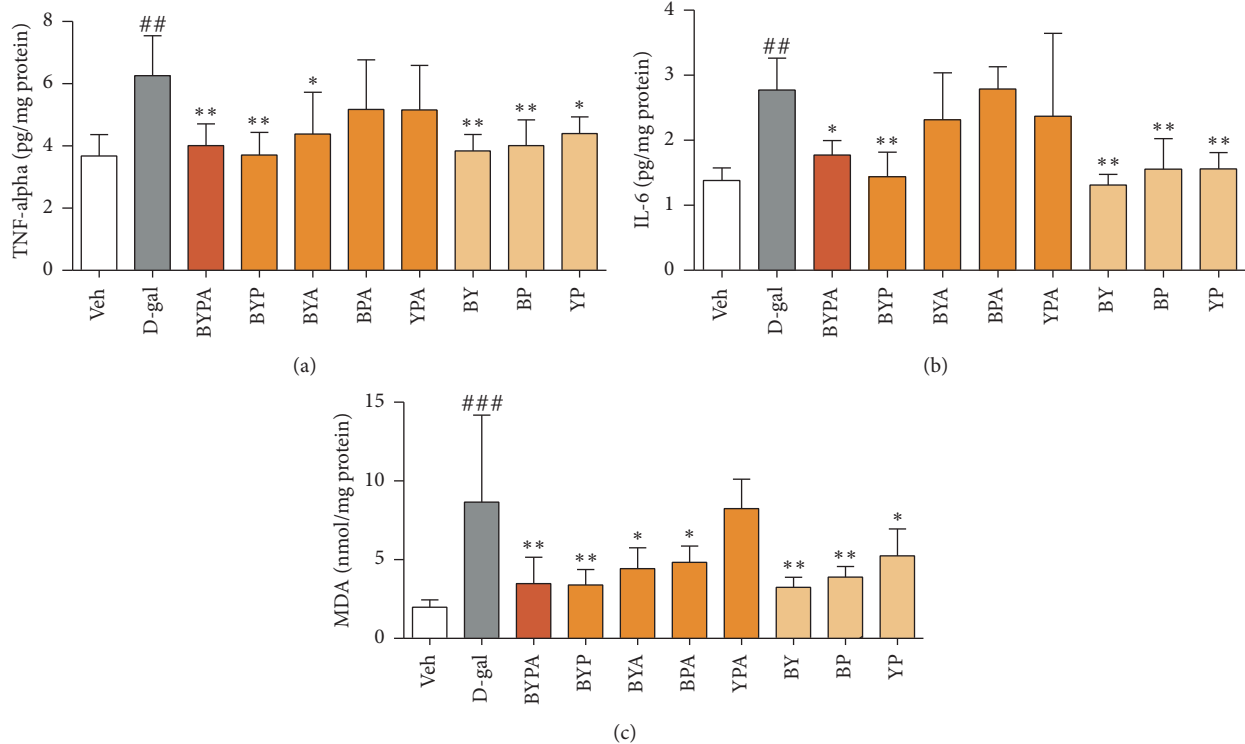 TNF-alpha (pg/mg protein)
8
6
4
2
0
##
**
**
*
**
**
*
Veh
D-gal
BYPA
BYP
BYA
BPA
YPA
BY
BP
YP
(a)
IL-6 (pg/mg protein)
4
3
2
1
0
##
*
**
**
**
**
Veh
D-gal
BYPA
BYP
BYA
BPA
YPA
BY
BP
YP
(b)
MDA (nmol/mg protein)
15
10
5
0
###
**
**
*
*
**
**
*
Veh
D-gal
BYPA
BYP
BYA
BPA
YPA
BY
BP
YP
(c)